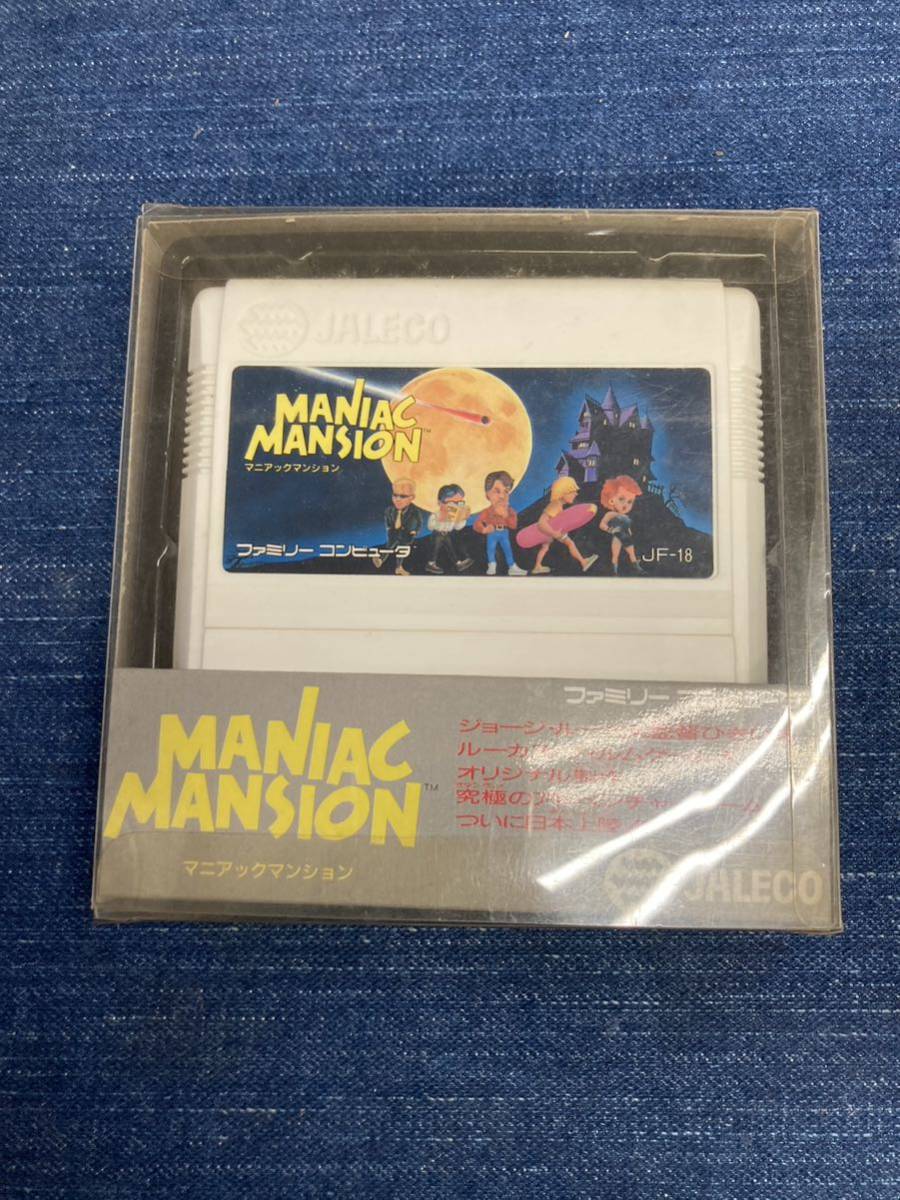 JALECO
MANIAC
MANSION™
マニアックマンション
ファミリー コンピュータ
JF-18
ファミリー
MANIAC
MANSION™
マニアックマンション
ジョージ・ル
ルーカ
オリジナル
究極の
ついに日本上陸
JALECO